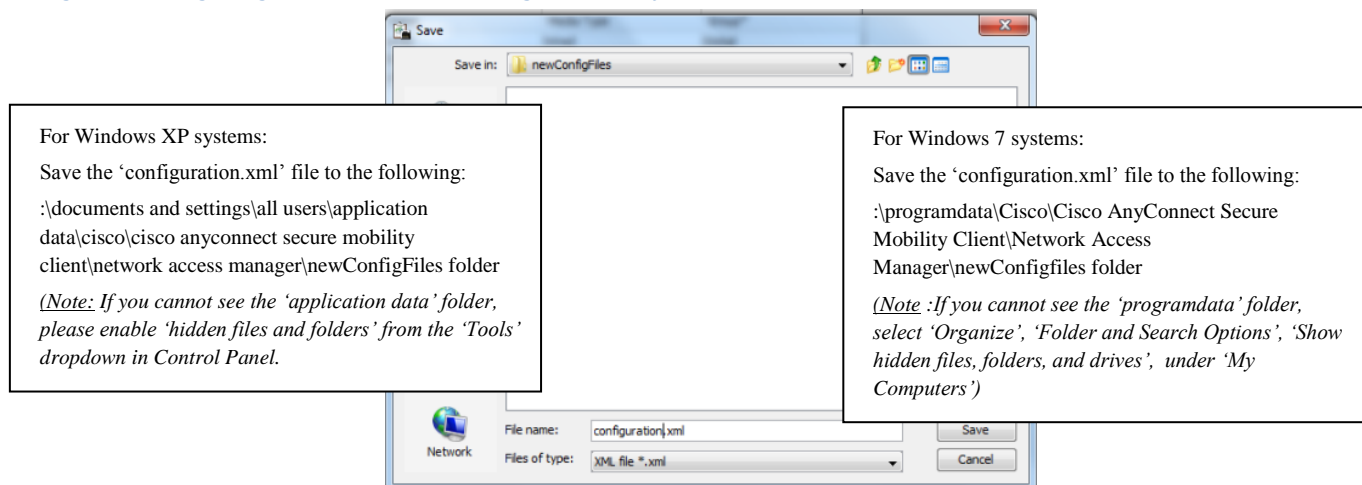 Save
Save in: newConfigFiles
For Windows XP systems:
Save the ‘configuration.xml’ file to the following:
:\documents and settings\all users\application
data\cisco\cisco anyconnect secure mobility
client\network access manager\newConfigFiles folder
(Note: If you cannot see the ‘application data’ folder,
please enable ‘hidden files and folders’ from the ‘Tools’
dropdown in Control Panel.
For Windows 7 systems:
Save the ‘configuration.xml’ file to the following:
:\programdata\Cisco\Cisco AnyConnect Secure
Mobility Client\Network Access
Manager\newConfigfiles folder
(Note :If you cannot see the ‘programdata’ folder,
select ‘Organize’, ‘Folder and Search Options’, ‘Show
hidden files, folders, and drives’, under ‘My
Computers’)
Network
File name: configuration.xml
Save
Files of type: XML file *.xml
Cancel